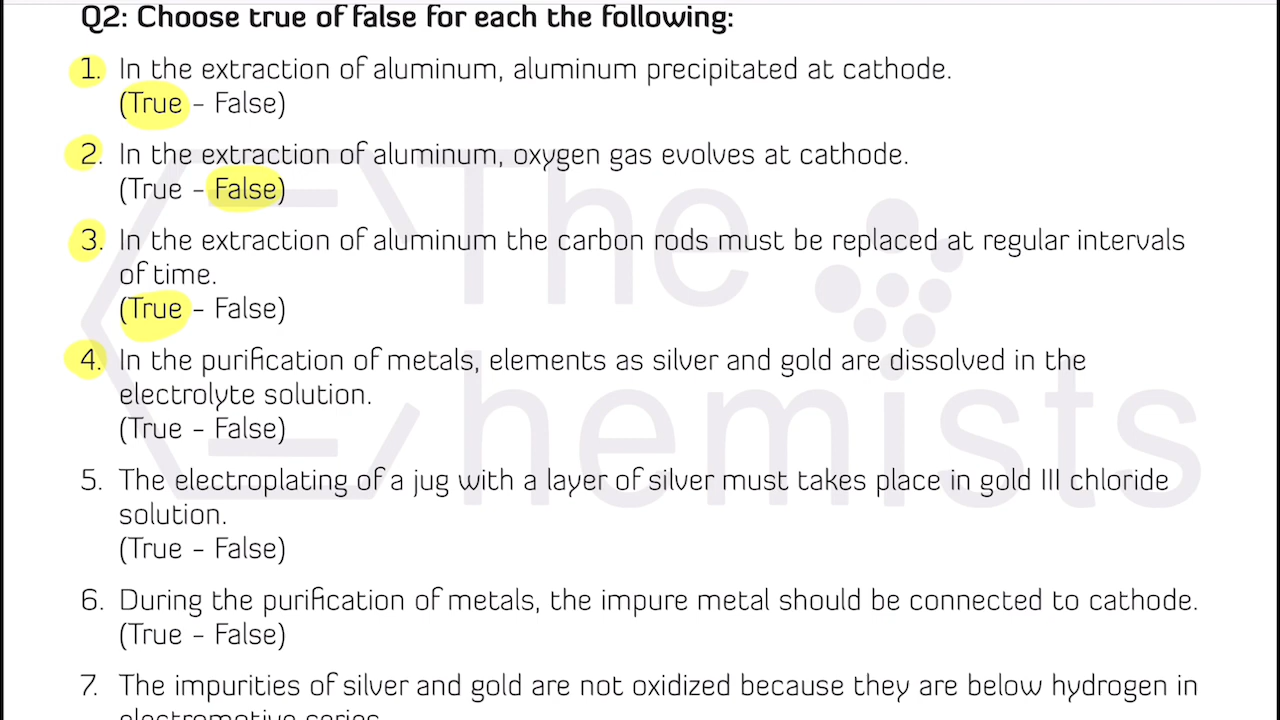 Q2: Choose true of false for each the following:
1. In the extraction of aluminum, aluminum precipitated at cathode.
(True - False)
2. In the extraction of aluminum, oxygen gas evolves at cathode.
(True - False)
3. In the extraction of aluminum the carbon rods must be replaced at regular intervals
of time.
(True - False)
4. In the purification of metals, elements as silver and gold are dissolved in the
electrolyte solution.
(True - False)
5. The electroplating of a jug with a layer of silver must takes place in gold III chloride
solution.
(True - False)
6. During the purification of metals, the impure metal should be connected to cathode.
(True - False)
7. The impurities of silver and gold are not oxidized because they are below hydrogen in
electromotive series.
The
Chemists